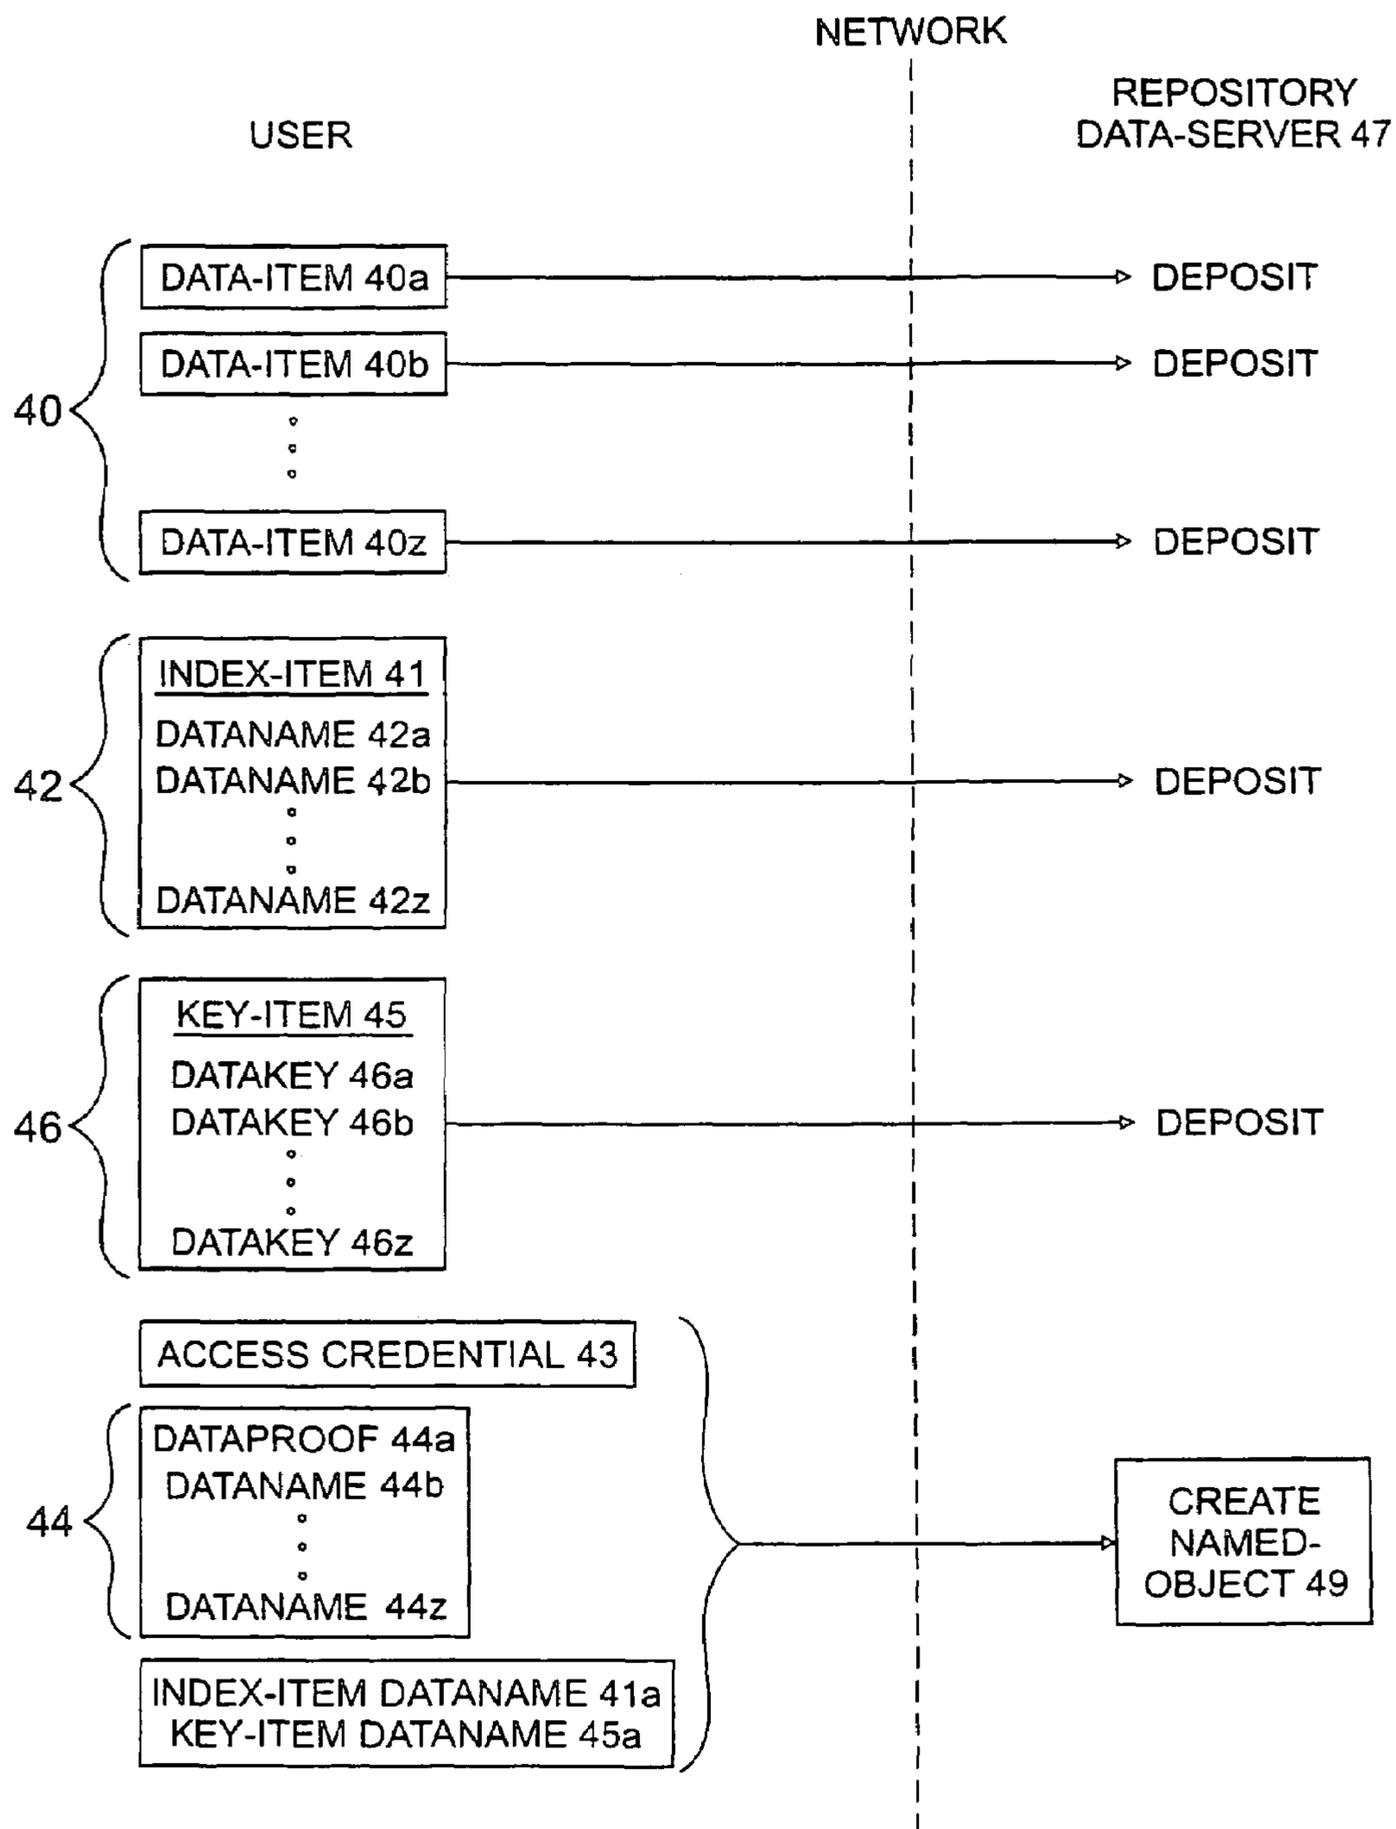 NETWORK
REPOSITORY
DATA-SERVER 47
USER
DATA-ITEM 40a
DEPOSIT
DATA-ITEM 40b
DEPOSIT
40
DATA-ITEM 40z
DEPOSIT
INDEX-ITEM 41
DATANAME 42a
DATANAME 42b
DEPOSIT
42
DATANAME 42z
KEY-ITEM 45
DATAKEY 46a
DATAKEY 46b
DEPOSIT
46
DATAKEY 46z
ACCESS CREDENTIAL 43
DATAPROOF 44a
DATANAME 44b
44
DATANAME 44z
CREATE
NAMED-
OBJECT 49
INDEX-ITEM DATANAME 41a
KEY-ITEM DATANAME 45a